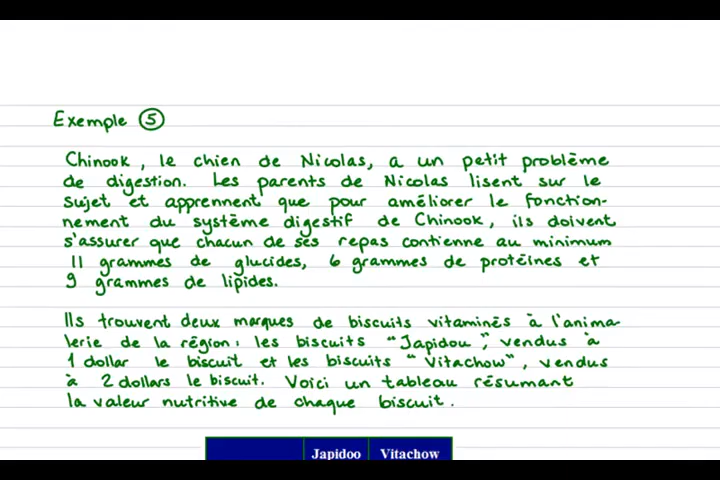 Exemple 5
Chinook, le chien de Nicolas, a un petit problème
de digestion. Les parents de Nicolas lisent sur le
sujet et apprennent que pour améliorer le fonction-
nement du système digestif de Chinook, ils doivent
s'assurer que chacun de ses repas contienne au minimum
11 grammes de glucides, 6 grammes de protéines et
9 grammes de lipides.
Ils trouvent deux marques de biscuits vitaminés à l'anima
lerie de la région : les biscuits "Japidou", vendus à
1 dollar le biscuit et les biscuits "Vitachow", vendus
à 2 dollars le biscuit. Voici un tableau résumant
la valeur nutritive de chaque biscuit.
Japidoo Vitachow